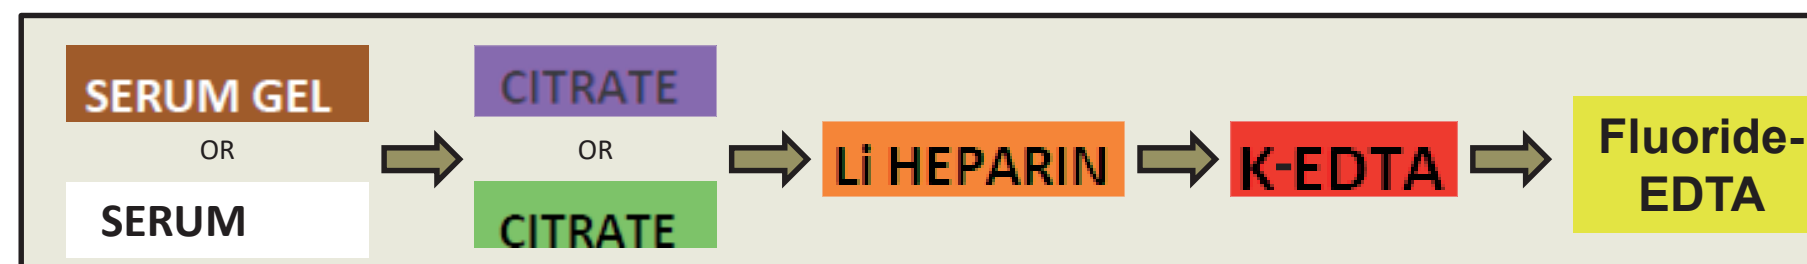 SERUM GEL
OR
SERUM
CITRATE
OR
CITRATE
Li HEPARIN
K-EDTA
Fluoride-
EDTA